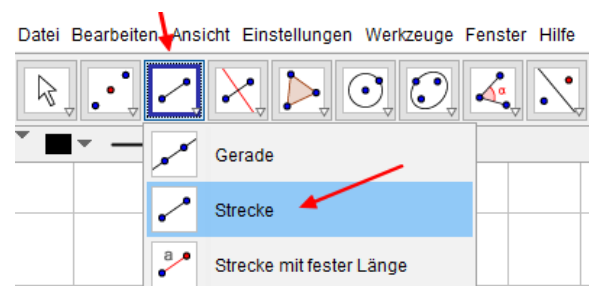 Datei Bearbeiten Ansicht Einstellungen Werkzeuge Fenster Hilfe
α
Gerade
Strecke
a
Strecke mit fester Länge